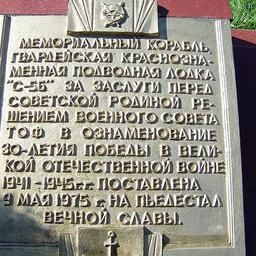 МЕМОРИАЛЬНЫЙ КОРАБЛЬ
ГВАРДЕЙСКАЯ КРАСНОЗНА-
МЕННАЯ ПОДВОДНАЯ ЛОДКА
"С-56" ЗА ЗАСЛУГИ ПЕРЕД
СОВЕТСКОЙ РОДИНОЙ РЕ-
ШЕНИЕМ ВОЕННОГО СОВЕТА
ТОФ В ОЗНАМЕНОВАНИЕ
30-ЛЕТИЯ ПОБЕДЫ В ВЕЛИ-
КОЙ ОТЕЧЕСТВЕННОЙ ВОЙНЕ
1941-1945гг. ПОСТАВЛЕНА
9 МАЯ 1975 г. НА ПЬЕДЕСТАЛ
ВЕЧНОЙ СЛАВЫ.